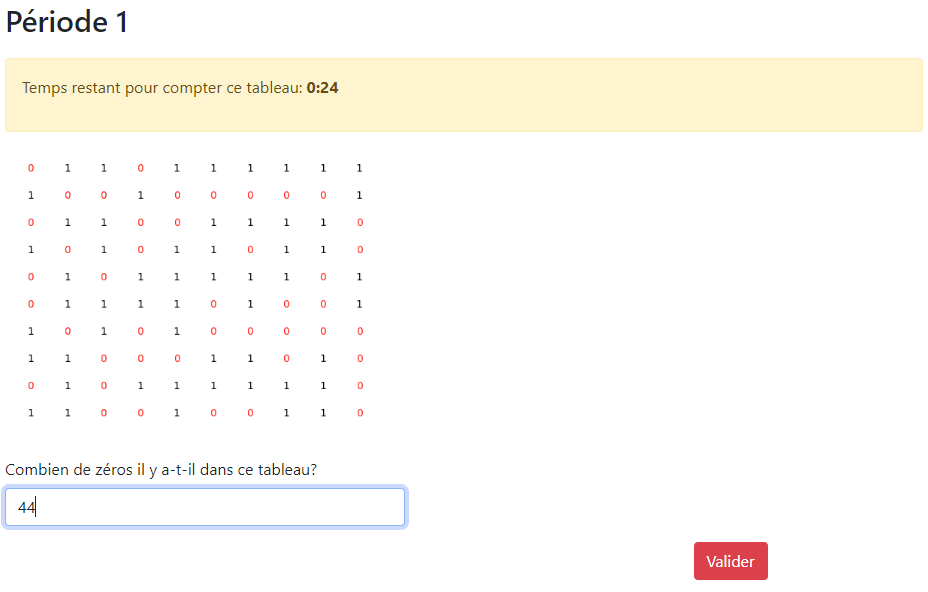 Période 1
Temps restant pour compter ce tableau: 0:24
0 1 1 0 1 1 1 1 1 1
1 0 0 1 0 0 0 0 0 1
0 1 1 0 0 1 1 1 1 0
1 0 1 0 1 1 0 1 1 0
0 1 0 1 1 1 1 1 0 1
0 1 1 1 1 0 1 0 0 1
1 0 1 0 1 0 0 0 0 0
1 1 0 0 0 1 1 0 1 0
0 1 0 1 1 1 1 1 1 0
1 1 0 0 1 0 0 1 1 0
Combien de zéros il y a-t-il dans ce tableau?
44
Valider